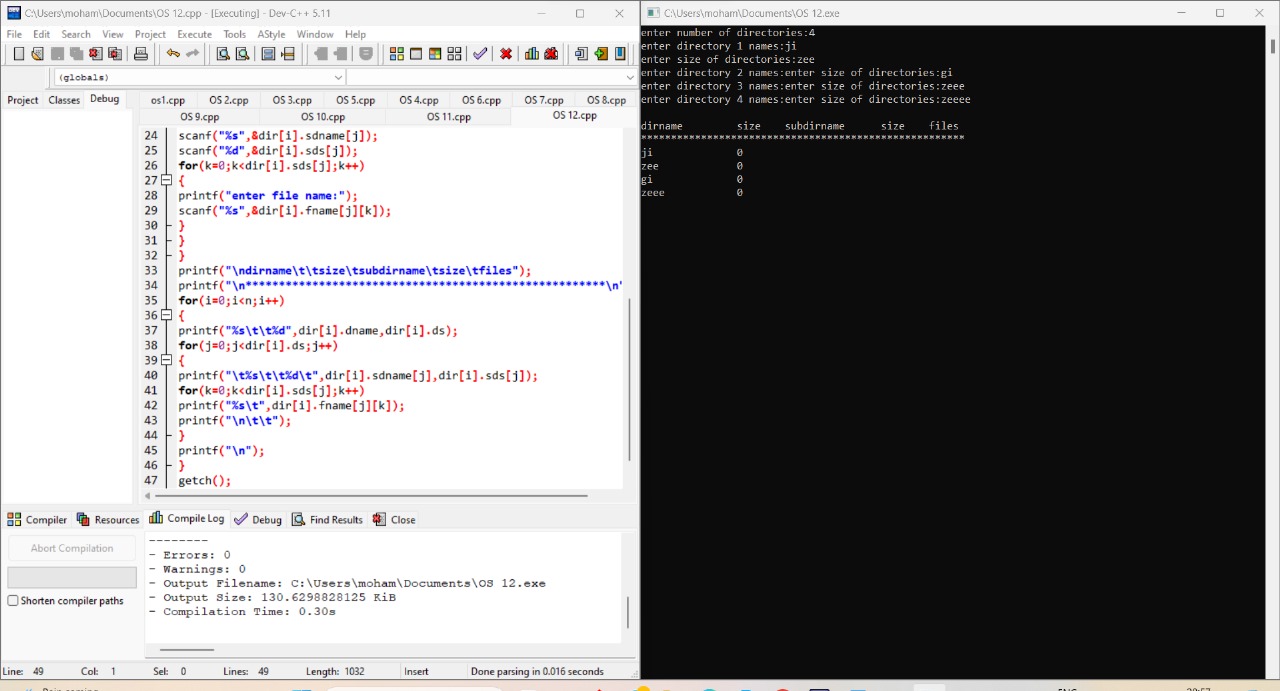 C:\Users\moham\Documents\OS 12.cpp - [Executing] - Dev-C++ 5.11
File Edit Search View Project Execute Tools AStyle Window Help
(globals)
Project Classes Debug
os1.cpp OS 2.cpp OS 3.cpp OS 5.cpp OS 4.cpp OS 6.cpp OS 7.cpp OS 8.cpp
OS 9.cpp OS 10.cpp OS 11.cpp OS 12.cpp
24 scanf("%s",&dir[i].sdname[j]);
25 scanf("%d",&dir[i].sds[j]);
26 for(k=0;k<dir[i].sds[j];k++)
27 {
28 printf("enter file name:");
29 scanf("%s",&dir[i].fname[j][k]);
30 }
31 }
32 }
33 printf("\ndirname\t\tsize\tsubdirname\tsize\tfiles");
34 printf("\n******************************************************\n"
35 for(i=0;i<n;i++)
36 {
37 printf("%s\t\t%d",dir[i].dname,dir[i].ds);
38 for(j=0;j<dir[i].ds;j++)
39 {
40 printf("\t%s\t\t%d\t",dir[i].sdname[j],dir[i].sds[j]);
41 for(k=0;k<dir[i].sds[j];k++)
42 printf("%s\t",dir[i].fname[j][k]);
43 printf("\n\t\t");
44 }
45 printf("\n");
46 }
47 getch();
Compiler Resources Compile Log Debug Find Results Close
Abort Compilation
Shorten compiler paths
--------
- Errors: 0
- Warnings: 0
- Output Filename: C:\Users\moham\Documents\OS 12.exe
- Output Size: 130.6298828125 KiB
- Compilation Time: 0.30s
Line: 49 Col: 1 Sel: 0 Lines: 49 Length: 1032 Insert Done parsing in 0.016 seconds
C:\Users\moham\Documents\OS 12.exe
enter number of directories:4
enter directory 1 names:ji
enter size of directories:zee
enter directory 2 names:enter size of directories:gi
enter directory 3 names:enter size of directories:zeee
enter directory 4 names:enter size of directories:zeeee
dirname size subdirname size files
******************************************************
ji 0
zee 0
gi 0
zeee 0